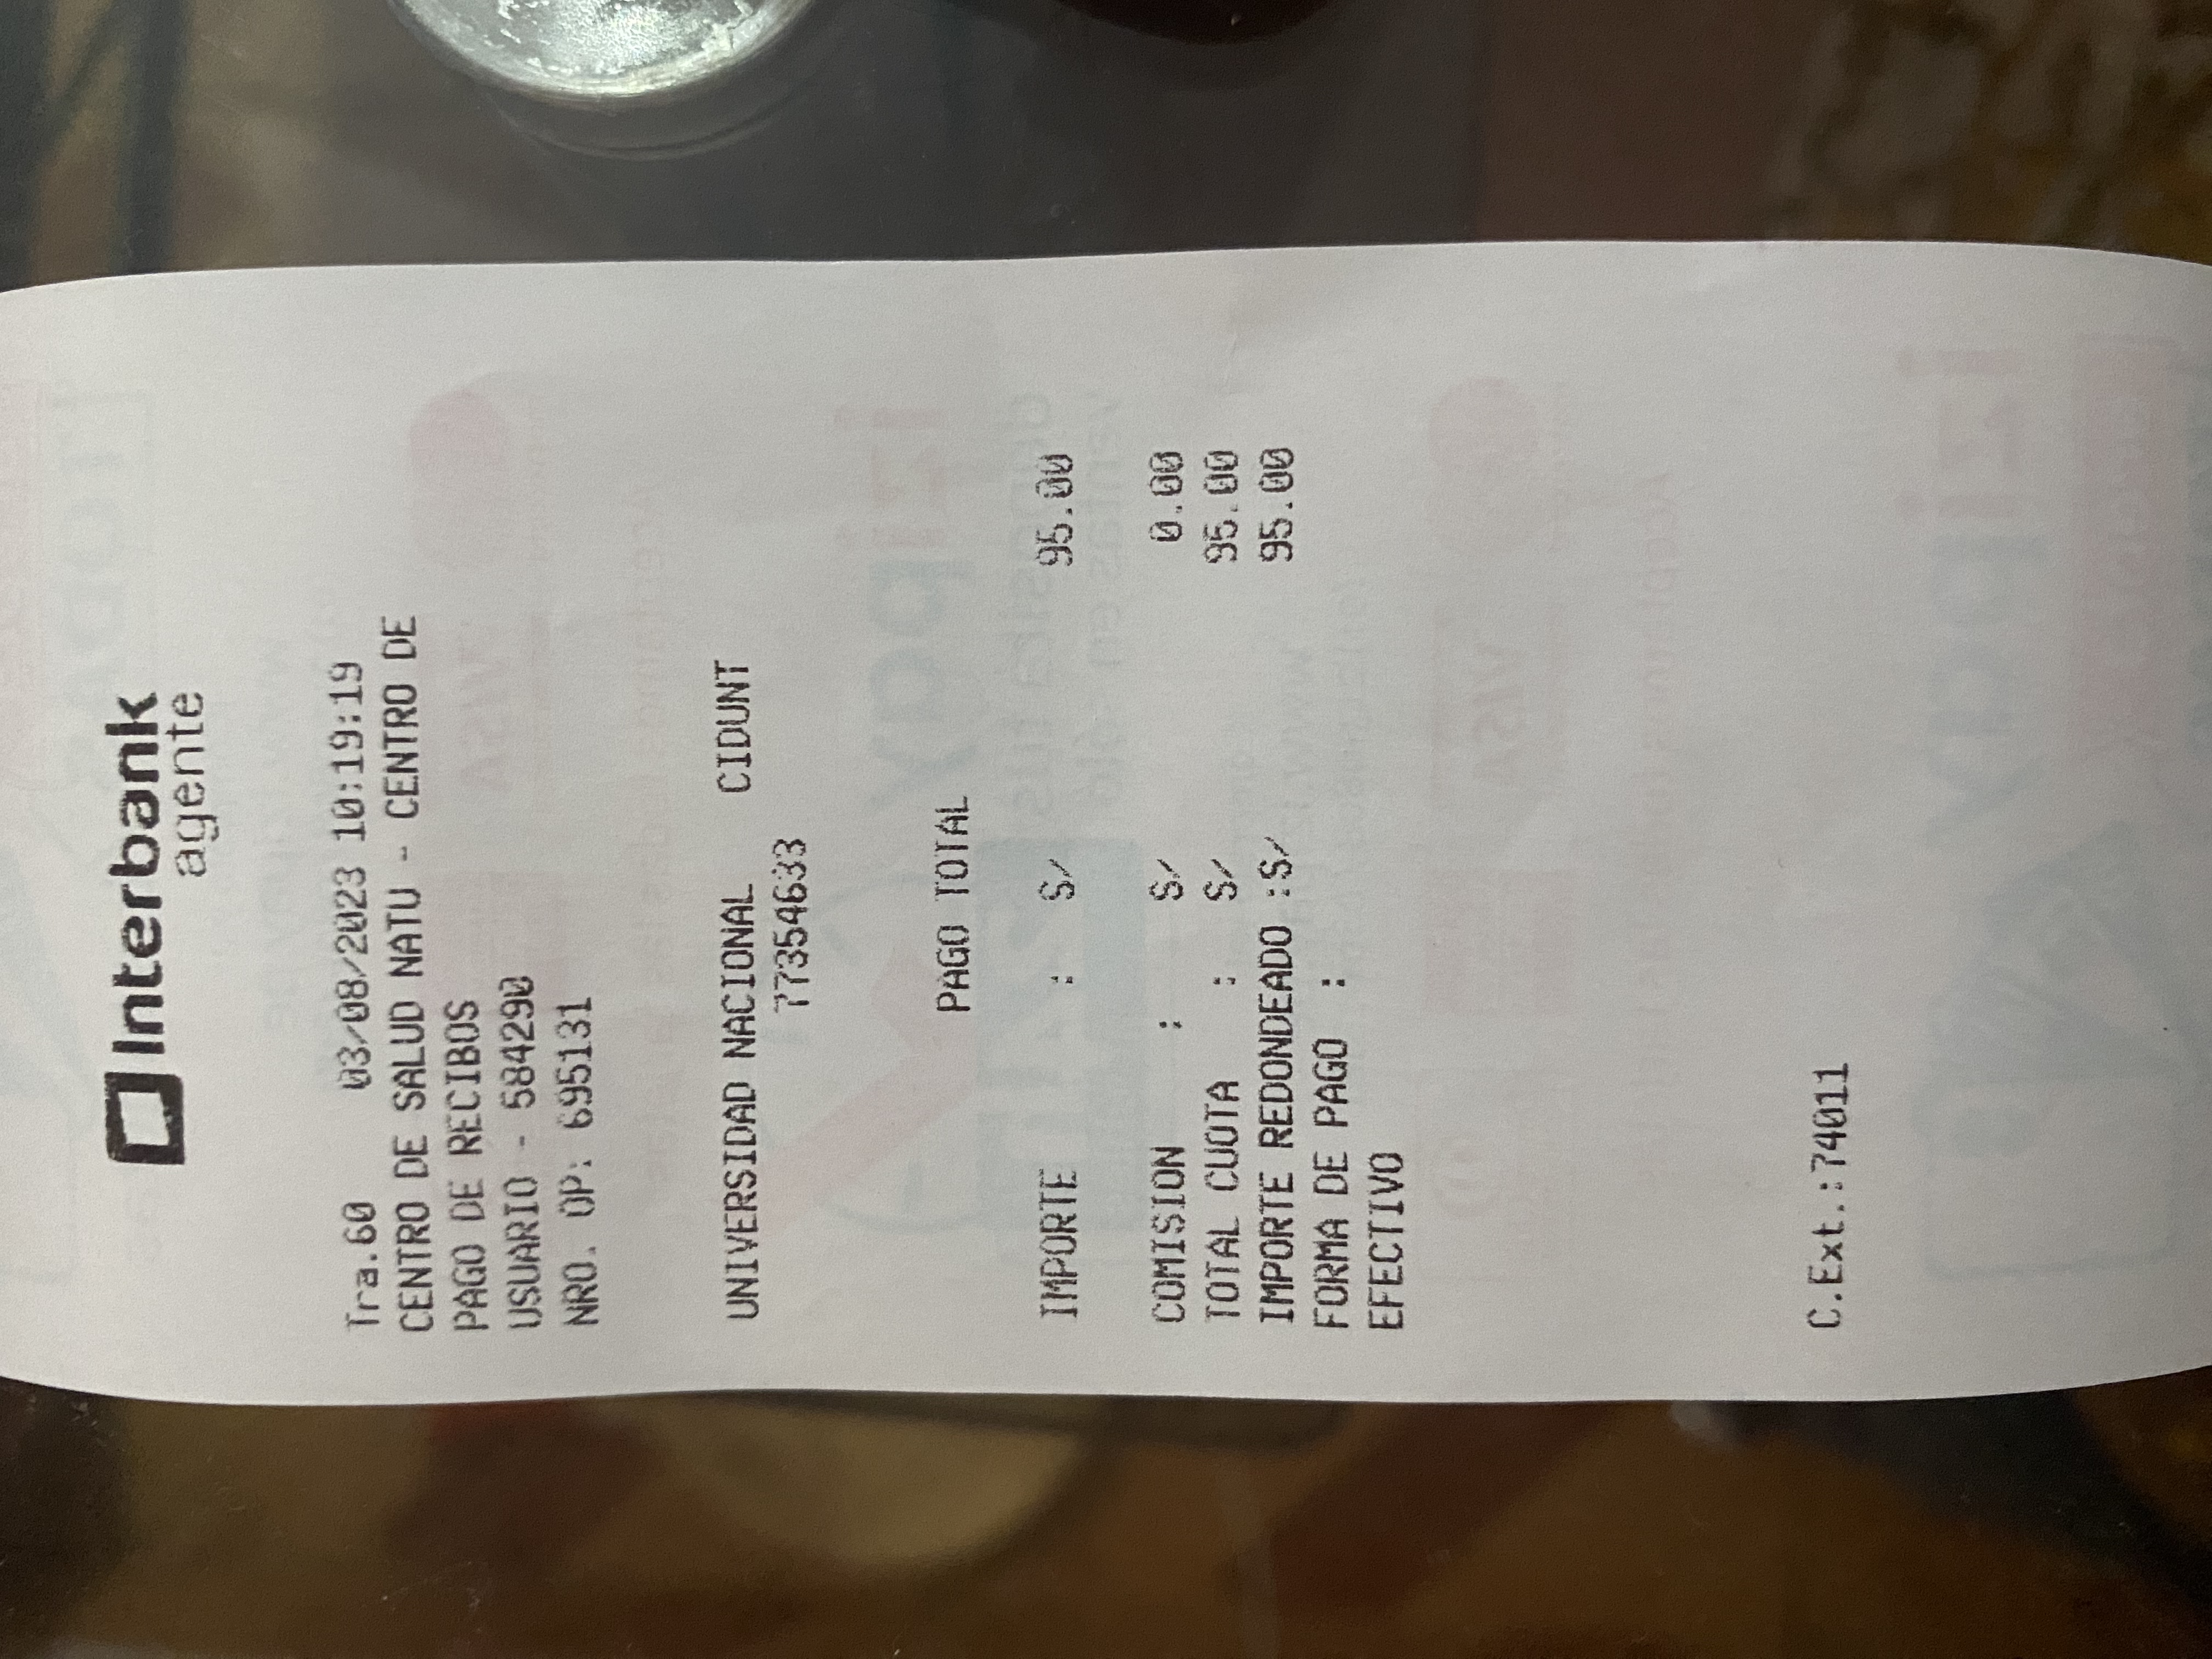 Interbank
agente
Tra.60 03/08/2023 10:19:19
CENTRO DE SALUD NATU - CENTRO DE
PAGO DE RECIBOS
USUARIO - 584290
NRO. OP: 695131
UNIVERSIDAD NACIONAL CIDUNT
77354633
PAGO TOTAL
IMPORTE : S/ 95.00
COMISION : S/ 0.00
TOTAL CUOTA : S/ 95.00
IMPORTE REDONDEADO :S/ 95.00
FORMA DE PAGO :
EFECTIVO
C.Ext.:74011